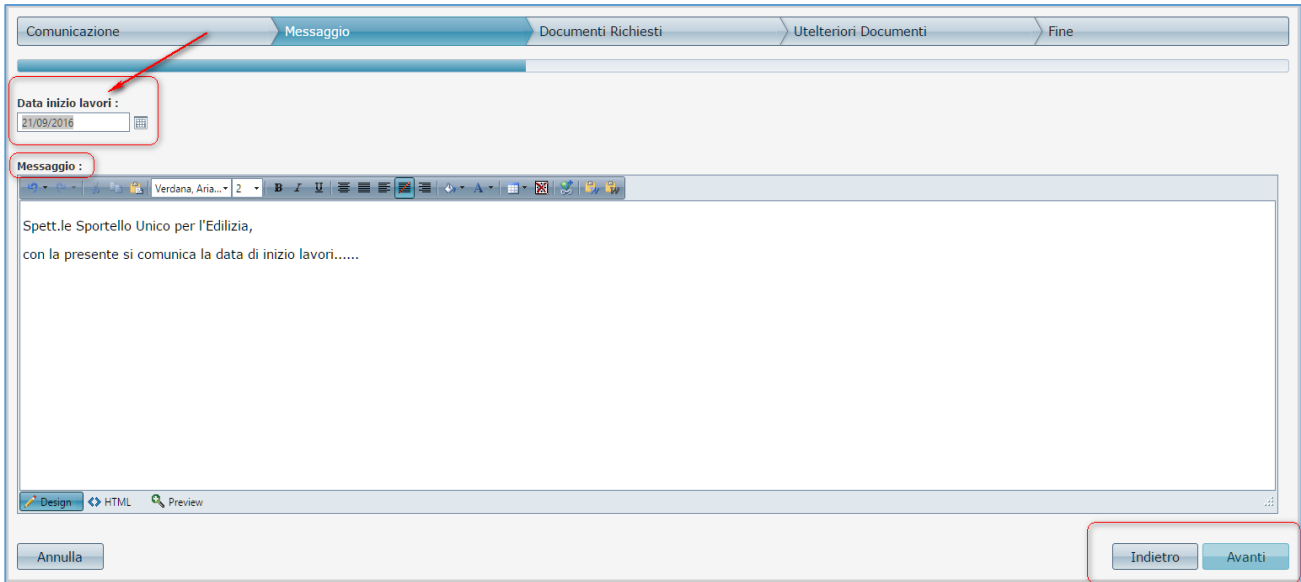 Comunicazione Messaggio Documenti Richiesti Utelteriori Documenti Fine
Data inizio lavori :
21/09/2016
Messaggio :
Verdana, Aria... 2 B I U A
Spett.le Sportello Unico per l'Edilizia,
con la presente si comunica la data di inizio lavori......
Design HTML Preview
Annulla Indietro Avanti